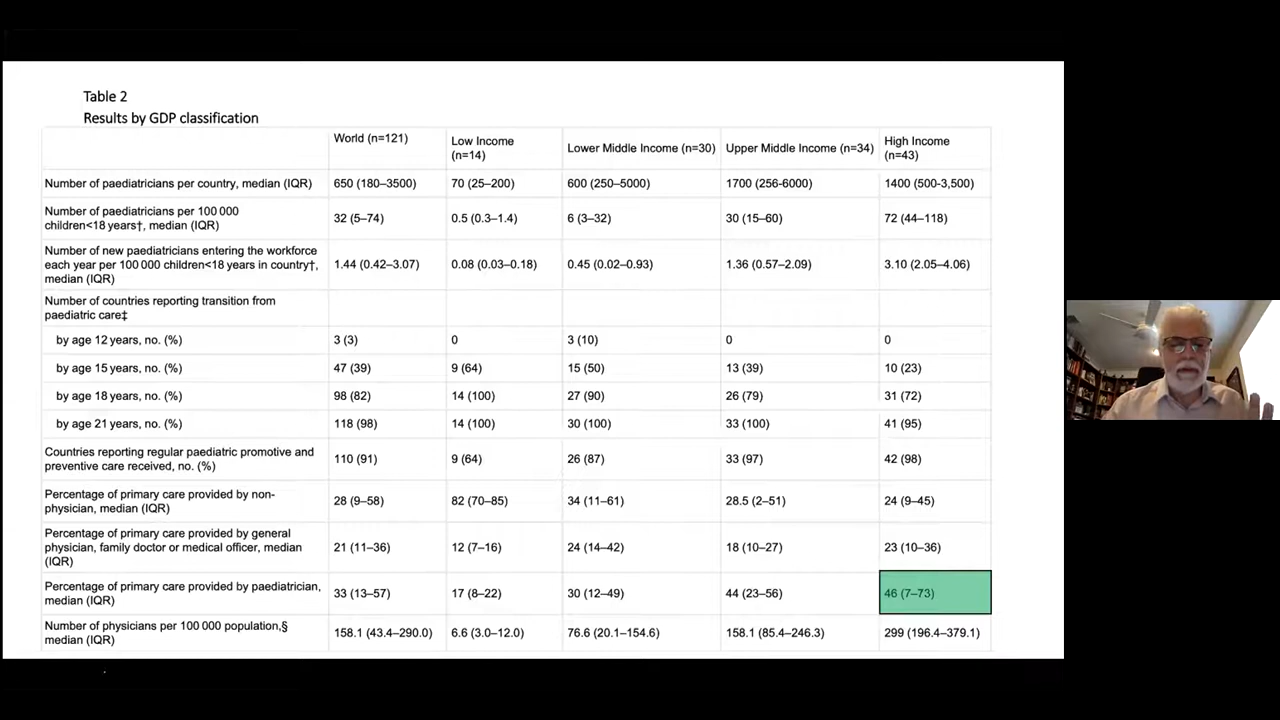 Table 2
Results by GDP classification
World (n=121)
Low Income
(n=14)
Lower Middle Income (n=30)
Upper Middle Income (n=34)
High Income
(n=43)
Number of paediatricians per country, median (IQR) 650 (180–3500) 70 (25–200) 600 (250–5000) 1700 (256-6000) 1400 (500-3,500)
Number of paediatricians per 100 000
children<18 years†, median (IQR) 32 (5–74) 0.5 (0.3–1.4) 6 (3–32) 30 (15–60) 72 (44–118)
Number of new paediatricians entering the workforce
each year per 100 000 children<18 years in country†, 1.44 (0.42–3.07) 0.08 (0.03–0.18) 0.45 (0.02–0.93) 1.36 (0.57–2.09) 3.10 (2.05–4.06)
median (IQR)
Number of countries reporting transition from
paediatric care‡
by age 12 years, no. (%) 3 (3) 0 3 (10) 0 0
by age 15 years, no. (%) 47 (39) 9 (64) 15 (50) 13 (39) 10 (23)
by age 18 years, no. (%) 98 (82) 14 (100) 27 (90) 26 (79) 31 (72)
by age 21 years, no. (%) 118 (98) 14 (100) 30 (100) 33 (100) 41 (95)
Countries reporting regular paediatric promotive and
preventive care received, no. (%) 110 (91) 9 (64) 26 (87) 33 (97) 42 (98)
Percentage of primary care provided by non-
physician, median (IQR) 28 (9–58) 82 (70–85) 34 (11–61) 28.5 (2–51) 24 (9–45)
Percentage of primary care provided by general
physician, family doctor or medical officer, median 21 (11–36) 12 (7–16) 24 (14–42) 18 (10–27) 23 (10–36)
(IQR)
Percentage of primary care provided by paediatrician,
median (IQR) 33 (13–57) 17 (8–22) 30 (12–49) 44 (23–56) 46 (7–73)
Number of physicians per 100 000 population,§
median (IQR) 158.1 (43.4–290.0) 6.6 (3.0–12.0) 76.6 (20.1–154.6) 158.1 (85.4–246.3) 299 (196.4–379.1)